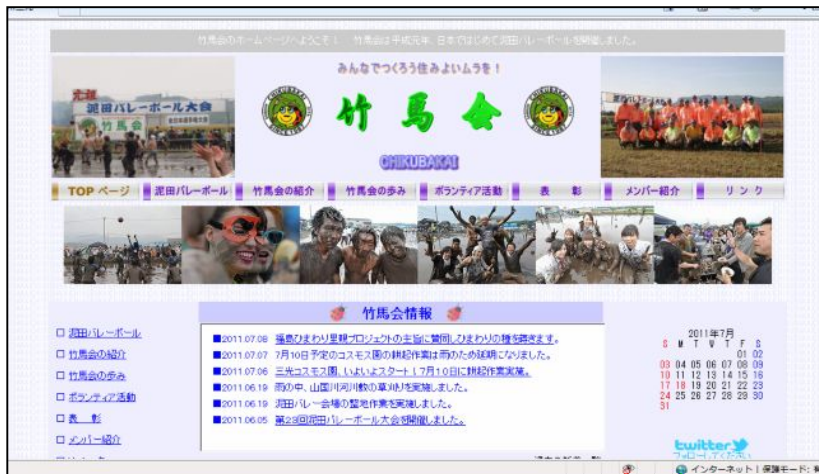 竹馬会のホームページへようこそ！ 竹馬会は平成元年、日本ではじめて泥田バレーボールを開催しました。
みんなでつくろう住みよいムラを！
元祖
泥田バレーボール大会
竹馬会
CHIKUBAKAI
SINCE 1987
竹馬会
CHIKUBAKAI
SINCE 1987
CHIKUBAKAI
TOP ページ 泥田バレーボール 竹馬会の紹介 竹馬会の歩み ボランティア活動 表 彰 メンバー紹介 リンク
竹馬会情報
泥田バレーボール
竹馬会の紹介
竹馬会の歩み
ボランティア活動
表 彰
メンバー紹介
■2011.07.08 福島ひまわり里親プロジェクトの主旨に賛同しひまわりの種を蒔きます。
■2011.07.07 7月10日予定のコスモス園の耕起作業は雨のため延期になりました。
■2011.07.06 三光コスモス園、いよいよスタート！7月10日に耕起作業実施。
■2011.06.19 雨の中、山国川河川敷の草刈りを実施しました。
■2011.06.19 泥田バレー会場の整地作業を実施しました。
■2011.06.05 第23回泥田バレーボール大会を開催しました。
2011年7月
S M T W T F S
01 02
03 04 05 06 07 08 09
10 11 12 13 14 15 16
17 18 19 20 21 22 23
24 25 26 27 28 29 30
31
twitter
フォローしてください
インターネット | 保護モード: 有